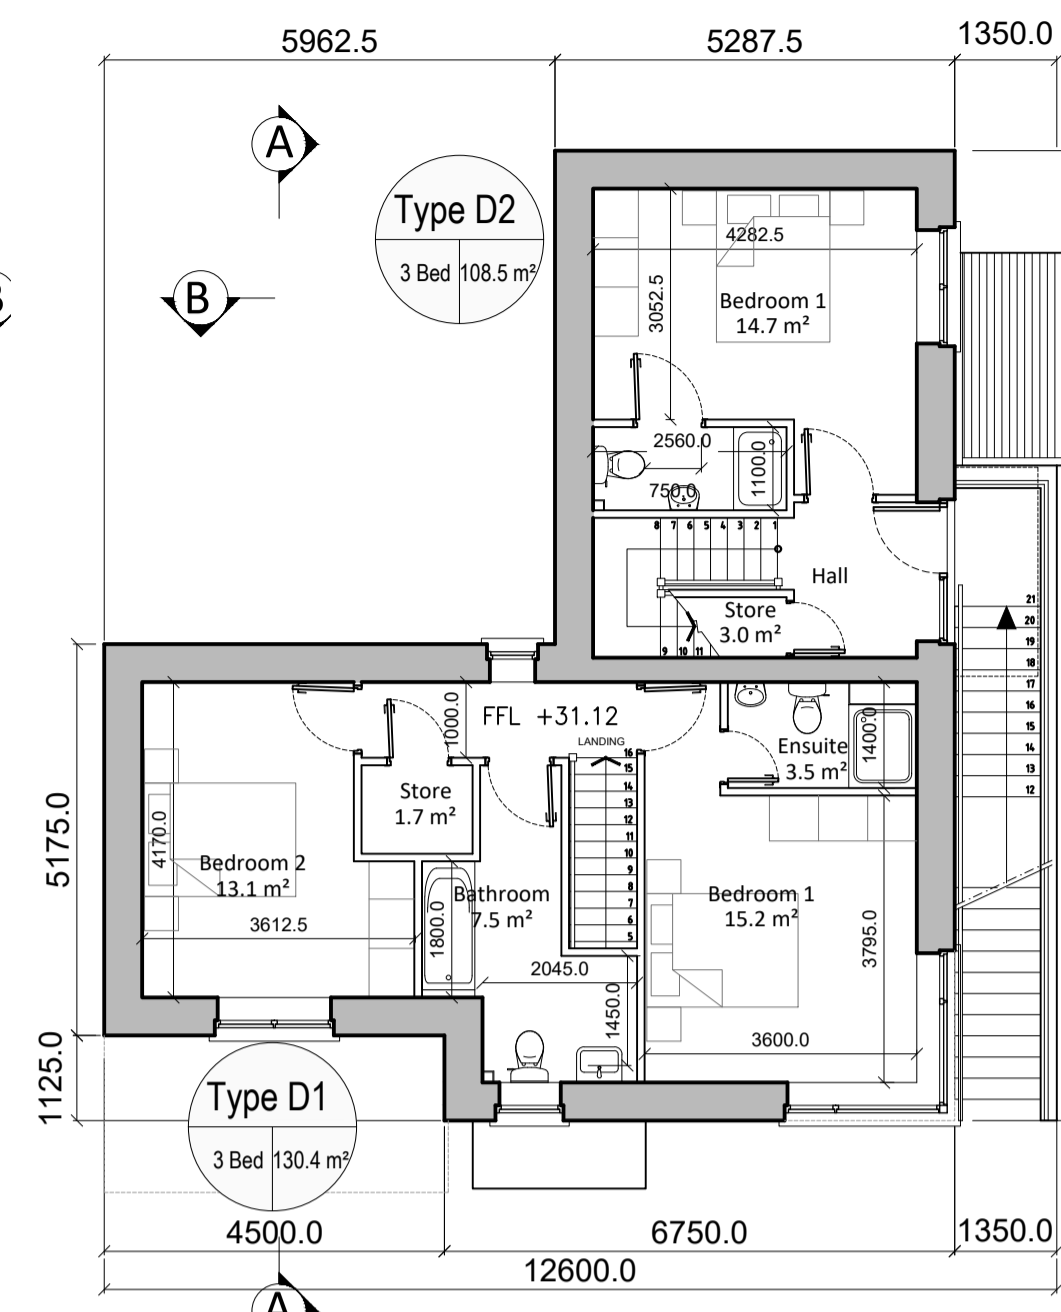 5962.5
5287.5
1350.0
A
Type D2
3 Bed 108.5 m²
B
4282.5
3052.5
Bedroom 1
14.7 m²
2560.0
1100.0
750.0
8 7 6 5 4 3 2 1
Hall
Store
3.0 m²
9 10 11
21
20
19
18
17
16
15
14
13
12
1000.0
FFL +31.12
LANDING
16
15
14
13
12
11
10
9
8
7
6
5
Ensuite
3.5 m²
1400.0
Store
1.7 m²
5175.0
4170.0
Bedroom 2
13.1 m²
3612.5
1800.0
Bathroom
7.5 m²
2045.0
1450.0
Bedroom 1
15.2 m²
3795.0
3600.0
1125.0
Type D1
3 Bed 130.4 m²
4500.0
6750.0
1350.0
12600.0
A